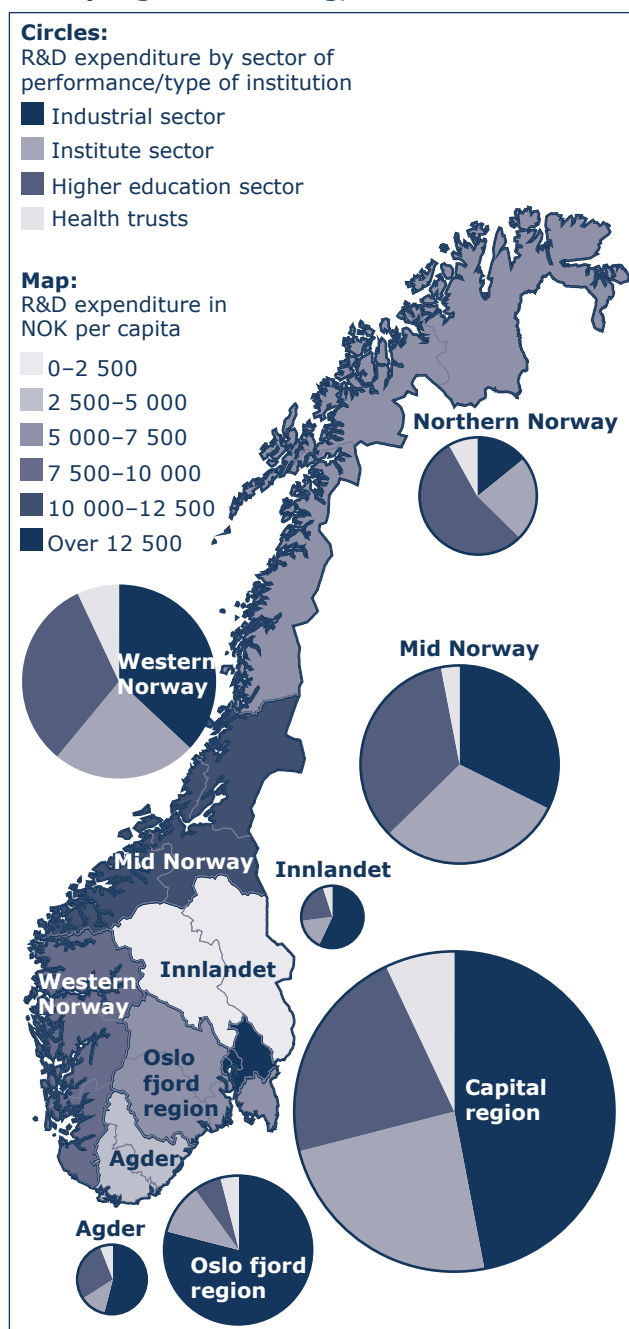 Circles:
R&D expenditure by sector of
performance/type of institution
Industrial sector
Institute sector
Higher education sector
Health trusts
Map:
R&D expenditure in
NOK per capita
0–2 500
2 500–5 000
5 000–7 500
7 500–10 000
10 000–12 500
Over 12 500
Northern Norway
Western
Norway
Mid Norway
Mid Norway
Innlandet
Innlandet
Western
Norway
Oslo
fjord
region
Capital
region
Agder
Agder
Oslo fjord
region